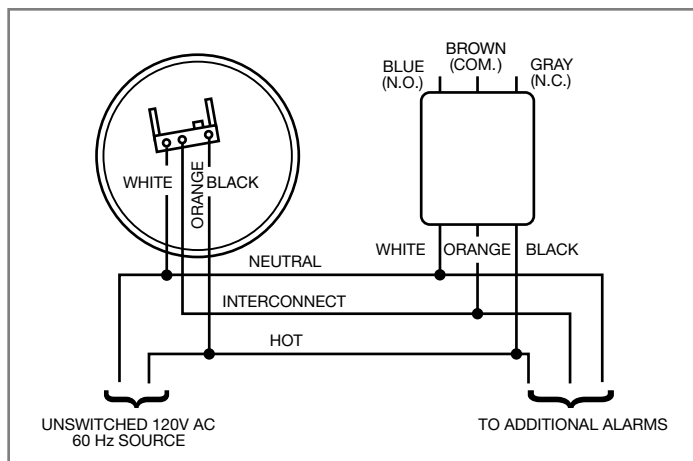 BLUE
(N.O.)
BROWN
(COM.)
GRAY
(N.C.)
WHITE
ORANGE
BLACK
WHITE
ORANGE
BLACK
NEUTRAL
INTERCONNECT
HOT
UNSWITCHED 120V AC
60 Hz SOURCE
TO ADDITIONAL ALARMS